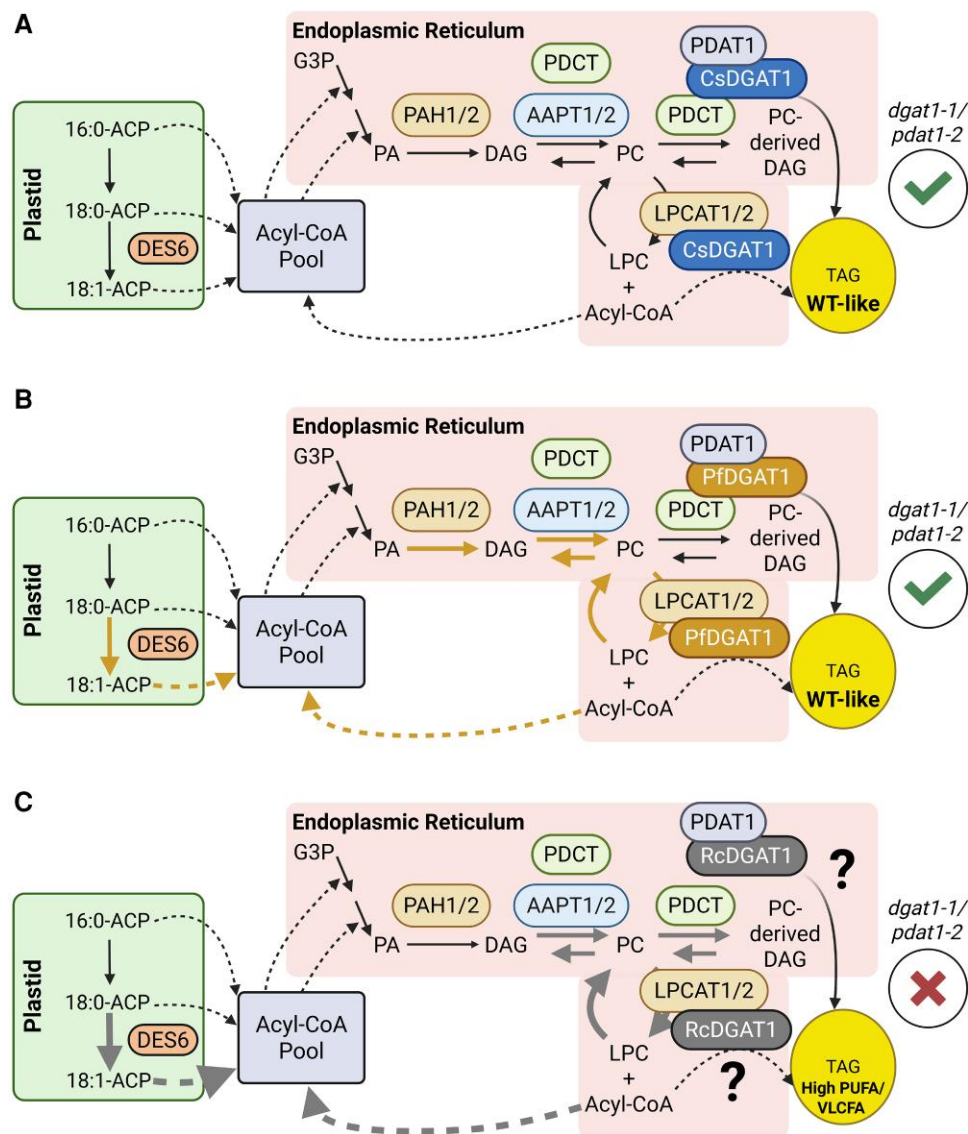 A
Endoplasmic Reticulum
G3P
PDCT
PDAT1
CsDGAT1
PAH1/2
AAPT1/2
PDCT
PA
DAG
PC
PC-
derived
DAG
dgat1-1/
pdat1-2
Plastid
16:0-ACP
18:0-ACP
DES6
18:1-ACP
Acyl-CoA
Pool
LPCAT1/2
CsDGAT1
LPC
+
Acyl-CoA
TAG
WT-like
B
Endoplasmic Reticulum
G3P
PDCT
PDAT1
PfDGAT1
PAH1/2
AAPT1/2
PDCT
PA
DAG
PC
PC-
derived
DAG
dgat1-1/
pdat1-2
Plastid
16:0-ACP
18:0-ACP
DES6
18:1-ACP
Acyl-CoA
Pool
LPCAT1/2
PfDGAT1
LPC
+
Acyl-CoA
TAG
WT-like
C
Endoplasmic Reticulum
G3P
PDCT
PDAT1
RcDGAT1
?
PAH1/2
AAPT1/2
PDCT
PA
DAG
PC
PC-
derived
DAG
dgat1-1/
pdat1-2
Plastid
16:0-ACP
18:0-ACP
DES6
18:1-ACP
Acyl-CoA
Pool
LPCAT1/2
RcDGAT1
LPC
+
Acyl-CoA
?
TAG
High PUFA/
VLCFA